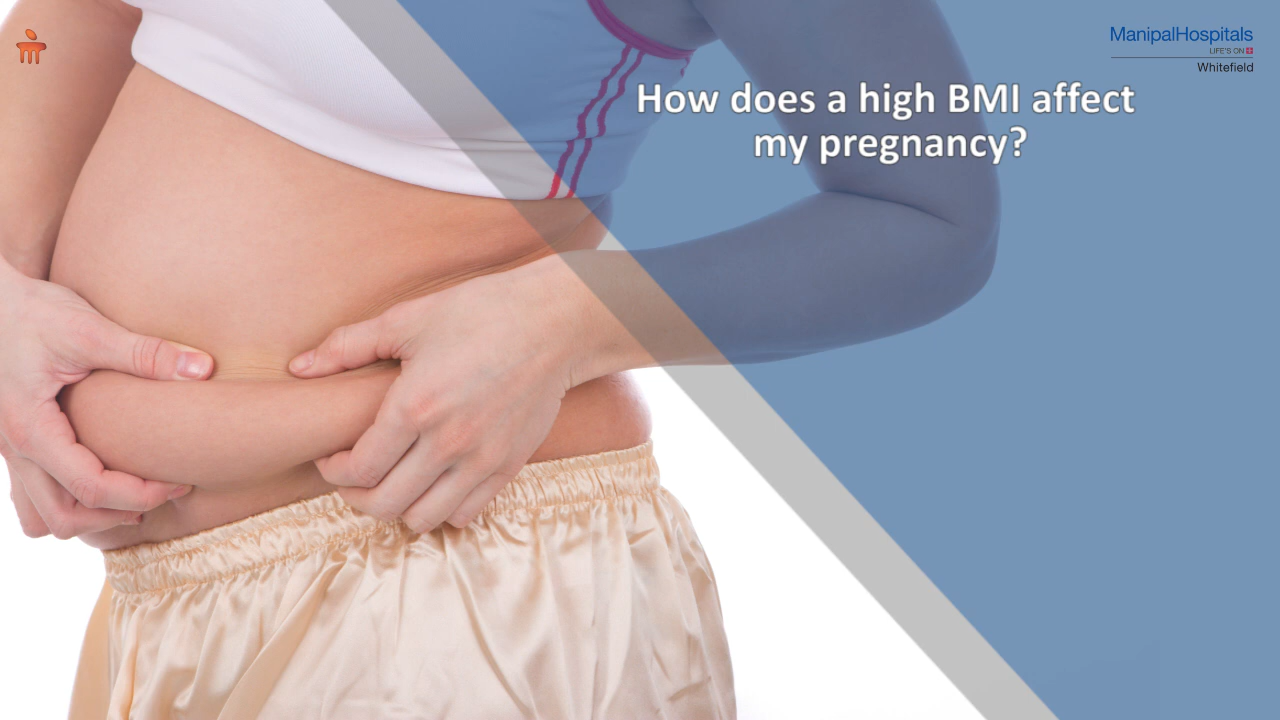 ManipalHospitals
LIFE'S ON
Whitefield
How does a high BMI affect
my pregnancy?